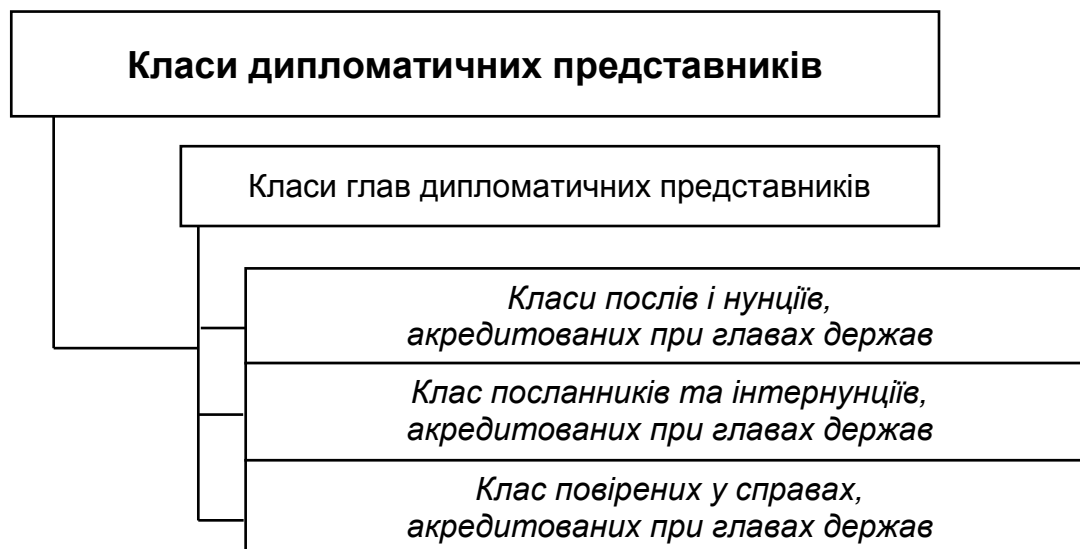 Класи дипломатичних представників
Класи глав дипломатичних представників
Класи послів і нунціїв,
акредитованих при главах держав
Клас посланників та інтернунціїв,
акредитованих при главах держав
Клас повірених у справах,
акредитованих при главах держав